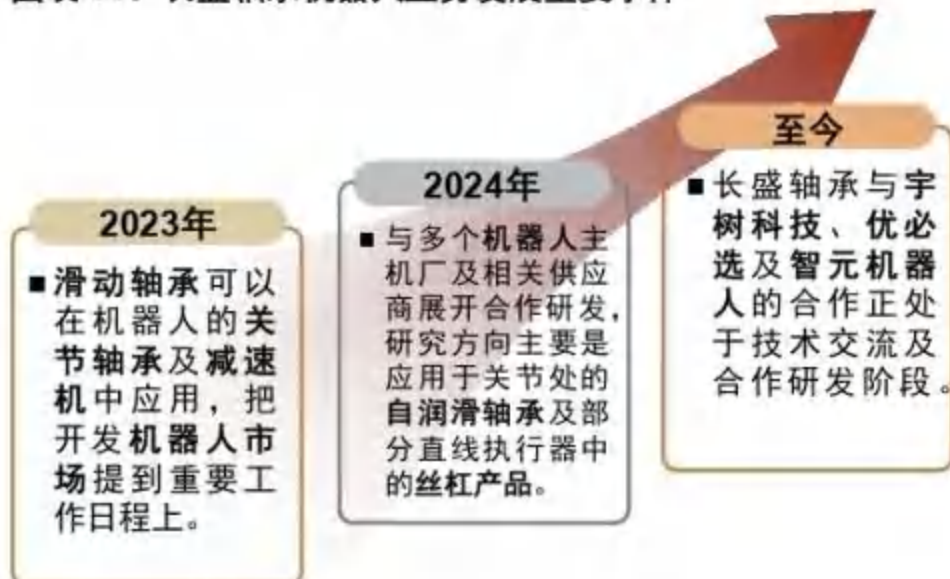 2023年
■ 滑动轴承可以
在机器人的关
节轴承及减速
机中应用，把
开发机器人市
场提到重要工
作日程上。
2024年
■ 与多个机器人主
机厂及相关供应
商展开合作研发，
研究方向主要是
应用于关节处的
自润滑轴承及部
分直线执行器中
的丝杠产品。
至今
■ 长盛轴承与宇
树科技、优必
选及智元机器
人的合作正处
于技术交流及
合作研发阶段。